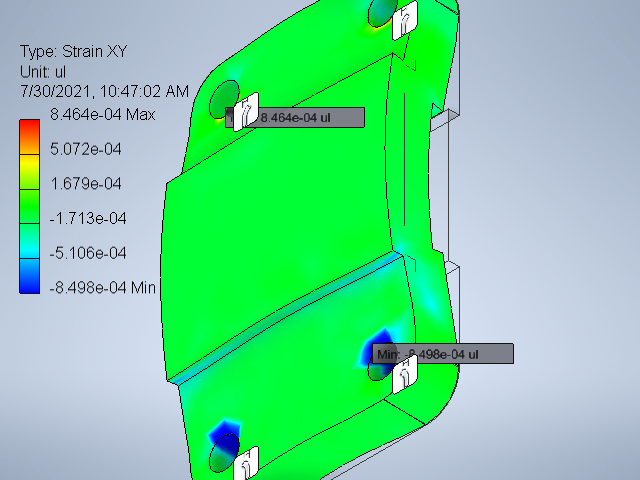 Type: Strain XY
Unit: ul
7/30/2021, 10:47:02 AM
8.464e-04 Max
5.072e-04
1.679e-04
-1.713e-04
-5.106e-04
-8.498e-04 Min
8.464e-04 ul
Min: -8.498e-04 ul